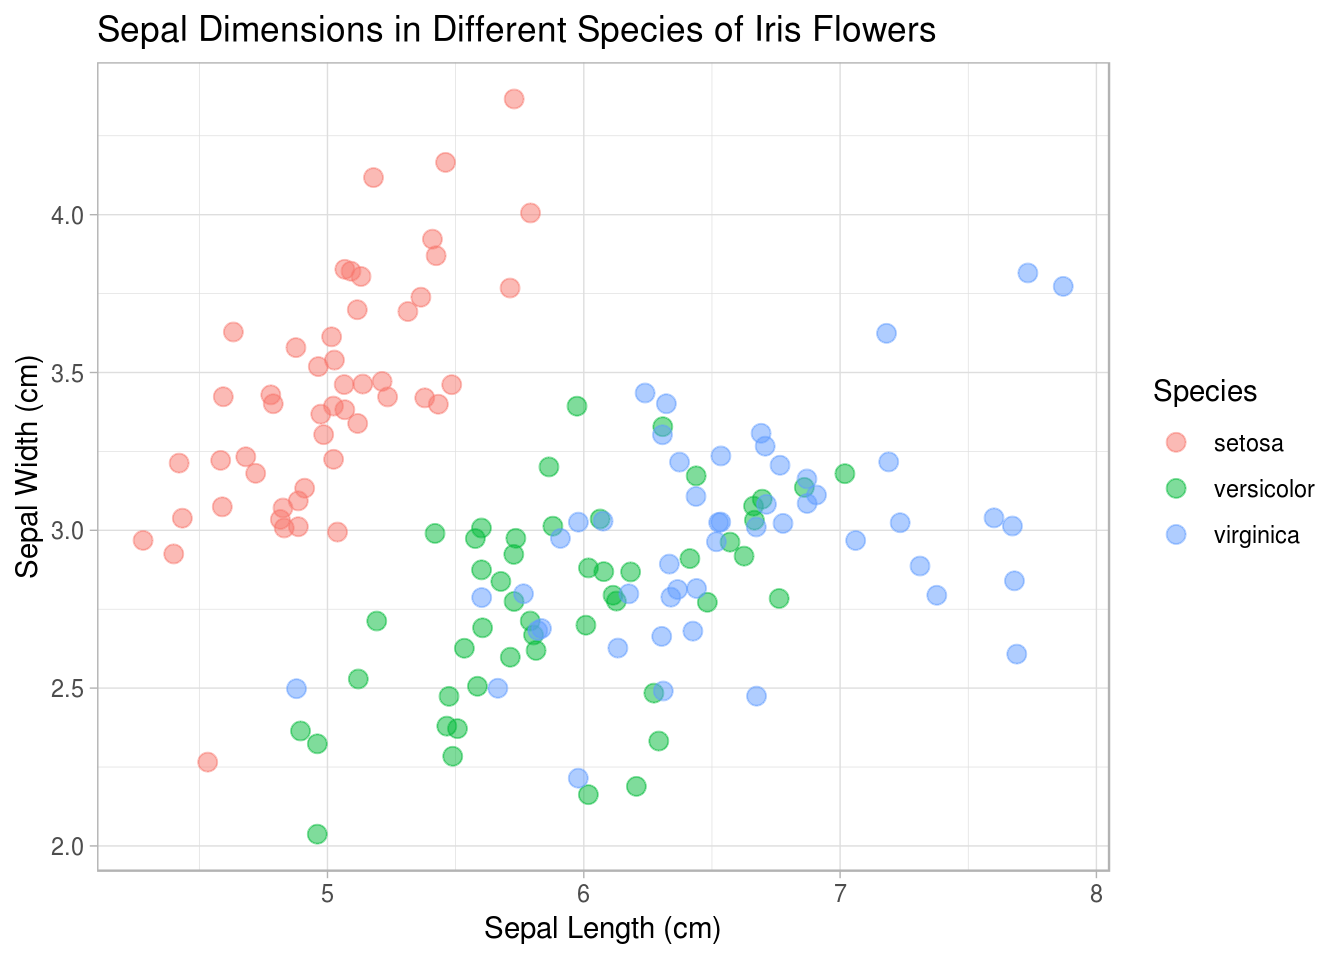 Sepal Dimensions in Different Species of Iris Flowers
4.0
3.5
3.0
2.5
2.0
Sepal Width (cm)
5 6 7 8
Sepal Length (cm)
Species
setosa
versicolor
virginica